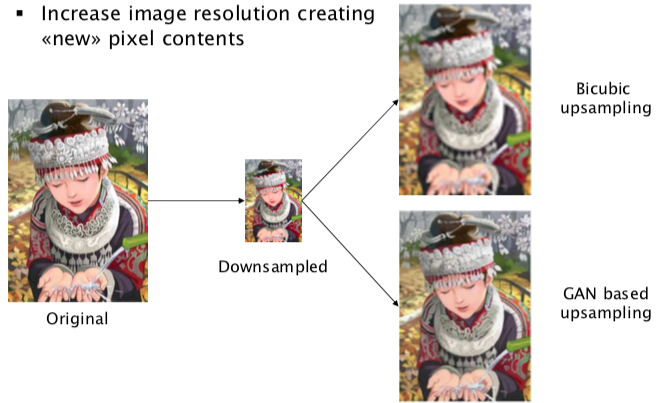 ▪ Increase image resolution creating
«new» pixel contents
Bicubic
upsampling
Downsampled
Original
GAN based
upsampling